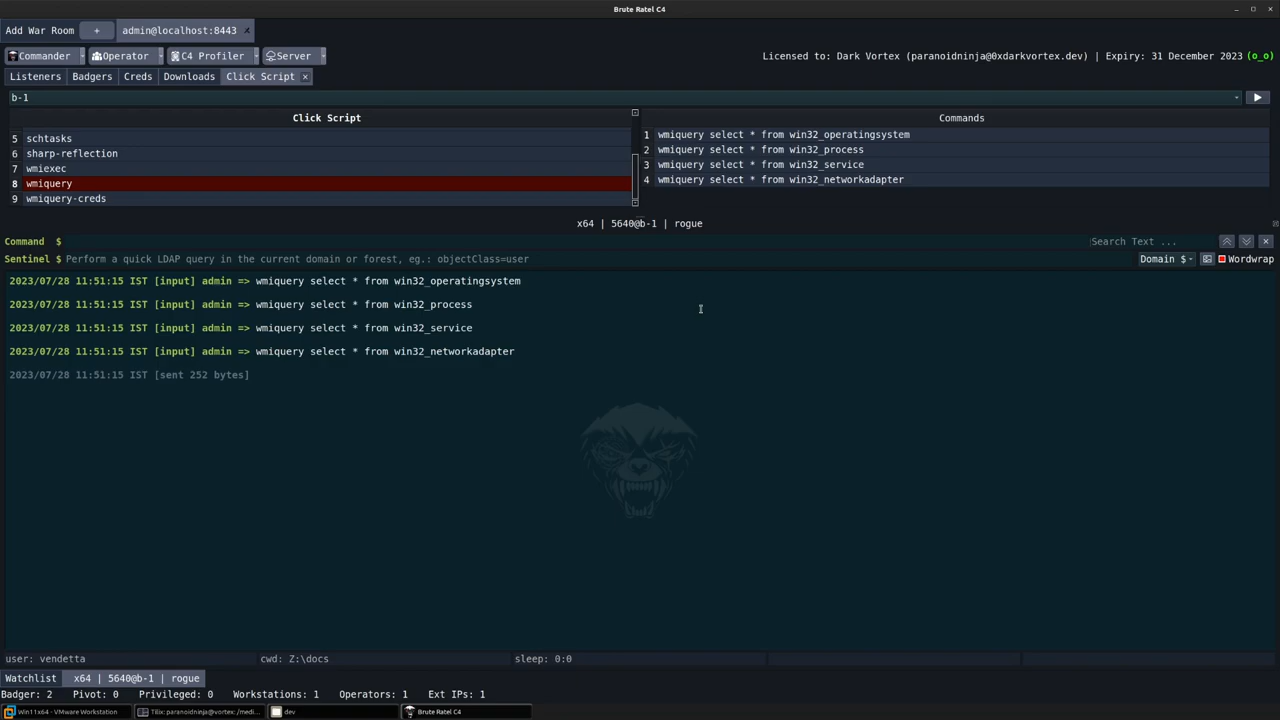 Brute Ratel C4
Add War Room + admin@localhost:8443
Commander Operator C4 Profiler Server Licensed to: Dark Vortex (paranoidninja@0xdarkvortex.dev) | Expiry: 31 December 2023 (o_o)
Listeners Badgers Creds Downloads Click Script
b-1
Click Script
5 schtasks
6 sharp-reflection
7 wmiexec
8 wmiquery
9 wmiquery-creds
Commands
1 wmiquery select * from win32_operatingsystem
2 wmiquery select * from win32_process
3 wmiquery select * from win32_service
4 wmiquery select * from win32_networkadapter
x64 | 5640@b-1 | rogue
Command $ Search Text ...
Sentinel $ Perform a quick LDAP query in the current domain or forest, eg.: objectClass=user Domain $ Wordwrap
2023/07/28 11:51:15 IST [input] admin => wmiquery select * from win32_operatingsystem
2023/07/28 11:51:15 IST [input] admin => wmiquery select * from win32_process
2023/07/28 11:51:15 IST [input] admin => wmiquery select * from win32_service
2023/07/28 11:51:15 IST [input] admin => wmiquery select * from win32_networkadapter
2023/07/28 11:51:15 IST [sent 252 bytes]
user: vendetta cwd: Z:\docs sleep: 0:0
Watchlist x64 | 5640@b-1 | rogue
Badger: 2 Pivot: 0 Privileged: 0 Workstations: 1 Operators: 1 Ext IPs: 1
Win11x64 - VMware Workstation Tilix: paranoidninja@vortex: /medi... dev Brute Ratel C4